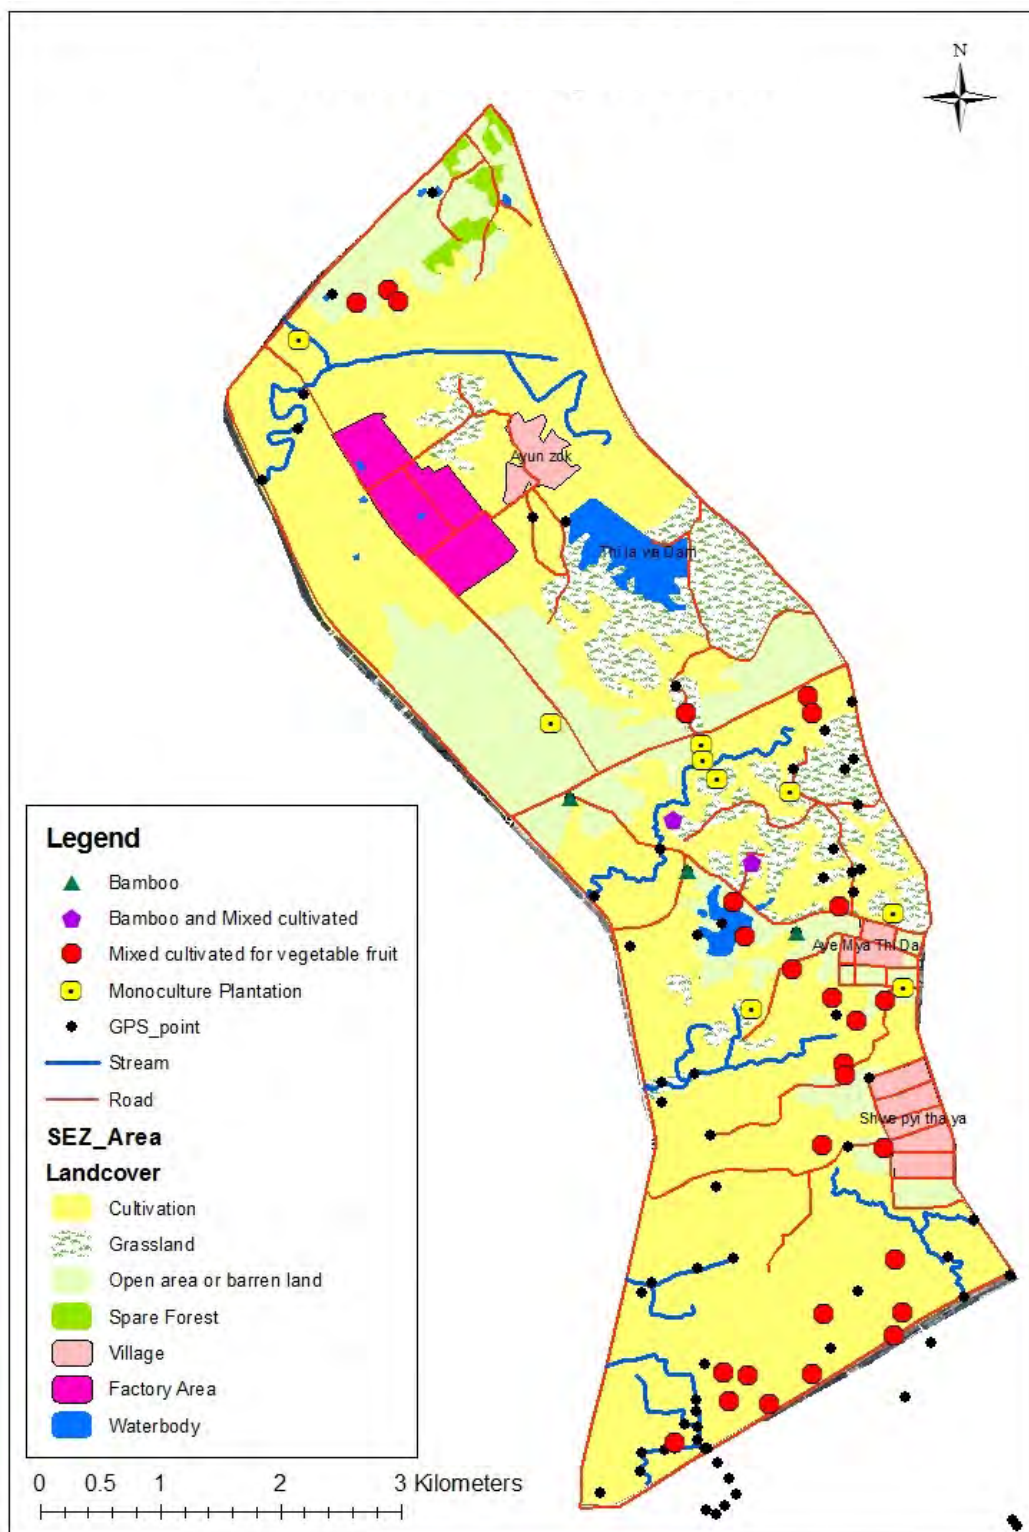 N
Ayun zok
Thi la wa Dam
Aye Mya Thi Da
Shwe pyi tha ya
Legend
Bamboo
Bamboo and Mixed cultivated
Mixed cultivated for vegetable fruit
Monoculture Plantation
GPS_point
Stream
Road
SEZ_Area
Landcover
Cultivation
Grassland
Open area or barren land
Spare Forest
Village
Factory Area
Waterbody
0 0.5 1 2 3 Kilometers